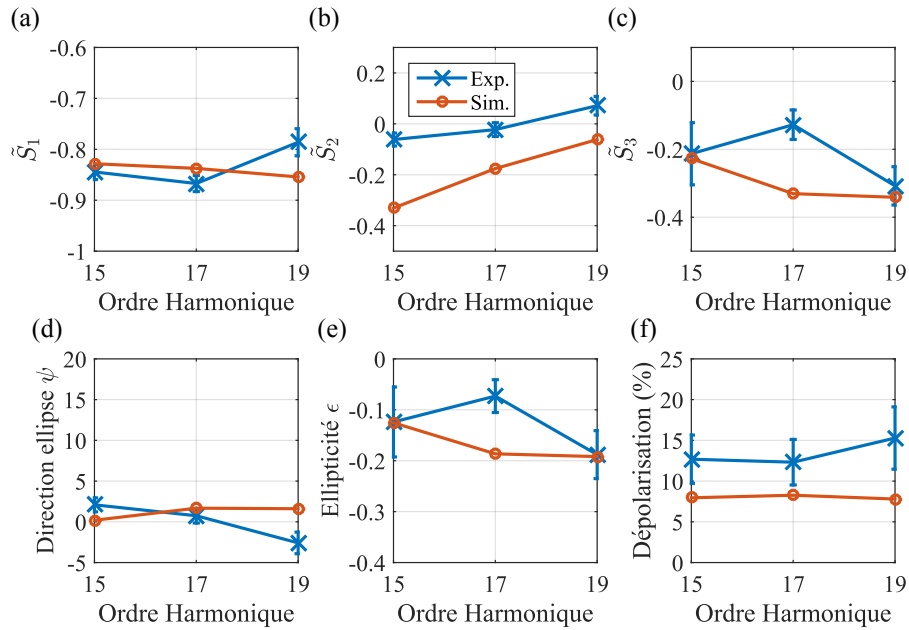 (a)
-0.6
-0.7
-0.8
-0.9
-1
S̃₁
15 17 19
Ordre Harmonique
(b)
0.2
0
-0.2
-0.4
S̃₂
Exp.
Sim.
15 17 19
Ordre Harmonique
(c)
0
-0.2
-0.4
S̃₃
15 17 19
Ordre Harmonique
(d)
20
15
10
5
0
-5
Direction ellipse ψ
15 17 19
Ordre Harmonique
(e)
0
-0.1
-0.2
-0.3
-0.4
Ellipticité ϵ
15 17 19
Ordre Harmonique
(f)
25
20
15
10
5
0
Dépolarisation (%)
15 17 19
Ordre Harmonique